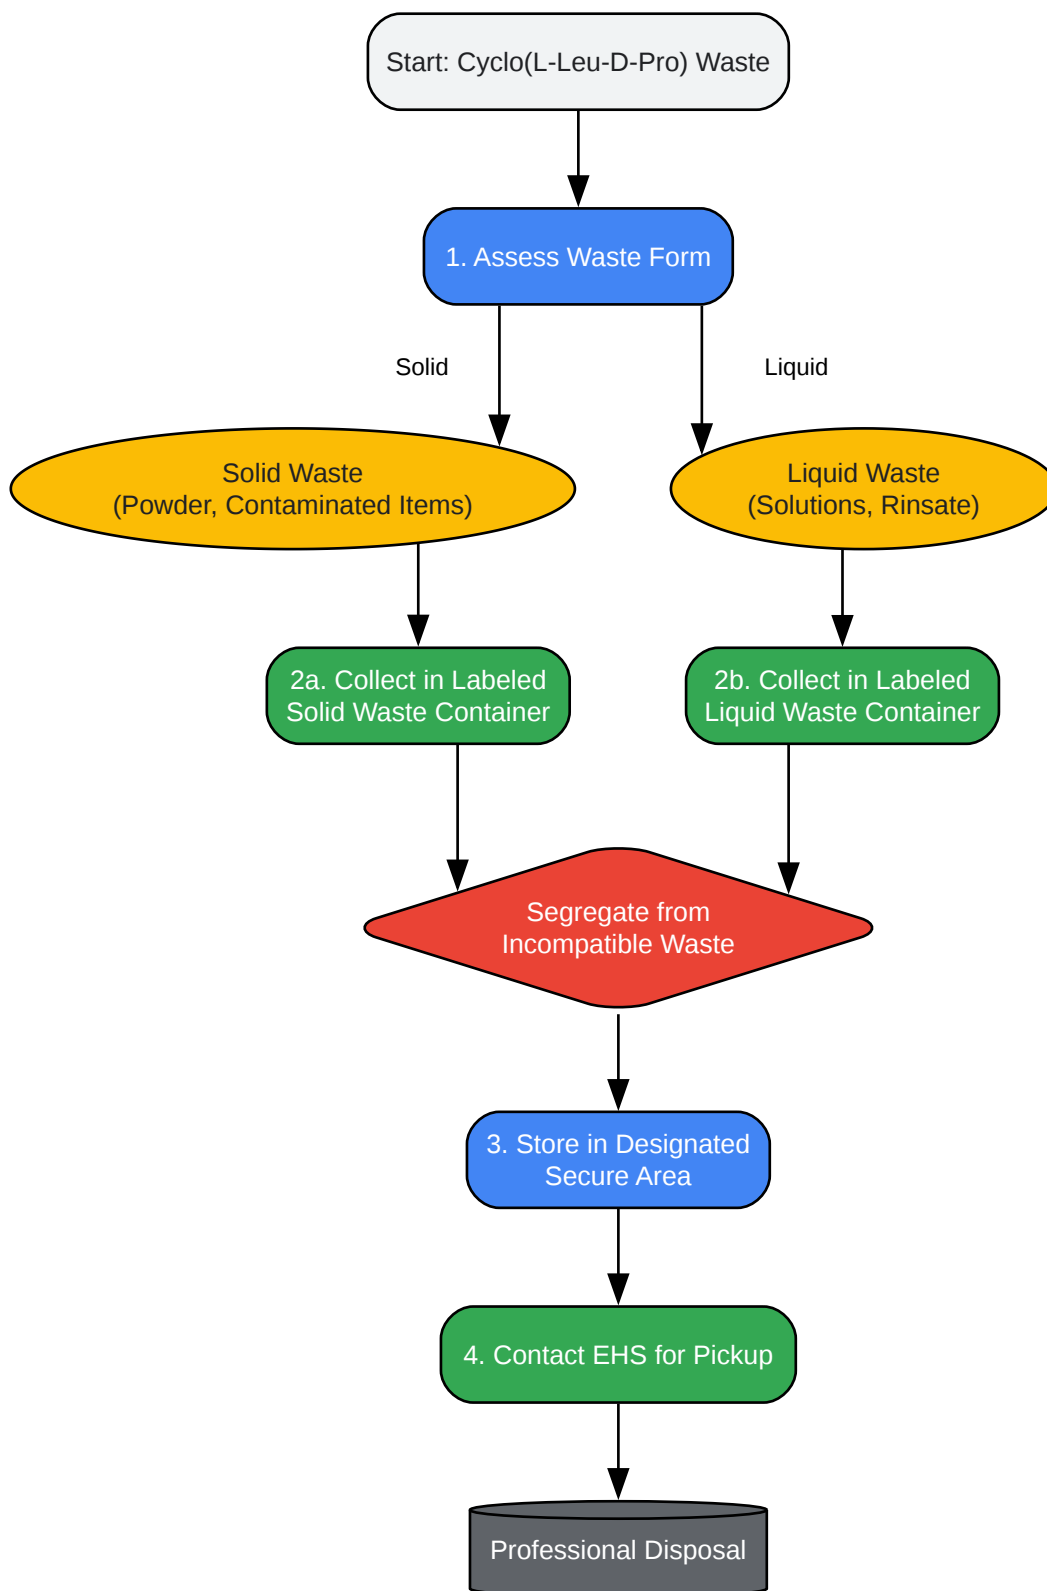 Start: Cyclo(L-Leu-D-Pro) Waste
1. Assess Waste Form
Solid
Liquid
Solid Waste
(Powder, Contaminated Items)
Liquid Waste
(Solutions, Rinsate)
2a. Collect in Labeled
Solid Waste Container
2b. Collect in Labeled
Liquid Waste Container
Segregate from
Incompatible Waste
3. Store in Designated
Secure Area
4. Contact EHS for Pickup
Professional Disposal